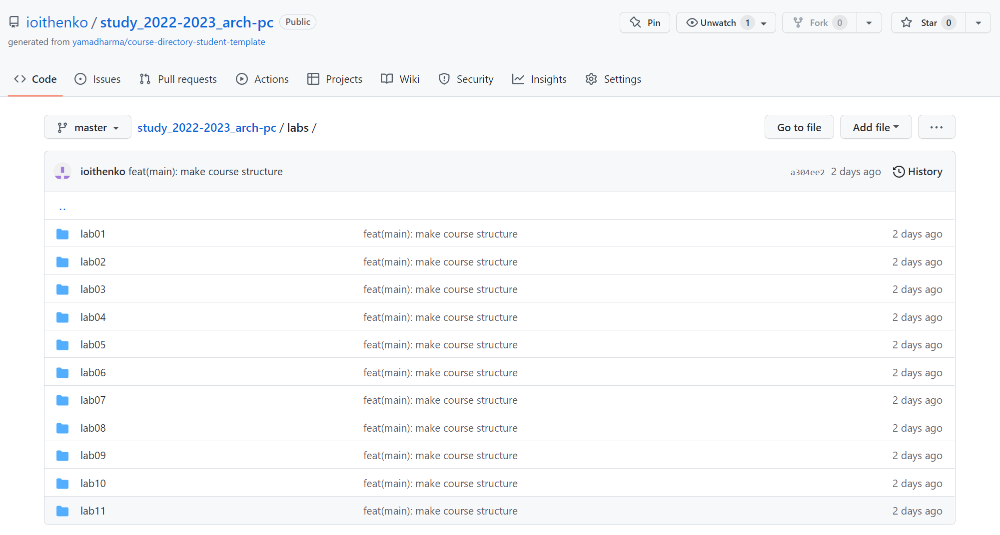 ioithenko / study_2022-2023_arch-pc Public Pin Unwatch 1 Fork 0 Star 0
generated from yamadharma/course-directory-student-template
Code Issues Pull requests Actions Projects Wiki Security Insights Settings
master study_2022-2023_arch-pc / labs / Go to file Add file ...
ioithenko feat(main): make course structure a304ee2 2 days ago History
..
lab01 feat(main): make course structure 2 days ago
lab02 feat(main): make course structure 2 days ago
lab03 feat(main): make course structure 2 days ago
lab04 feat(main): make course structure 2 days ago
lab05 feat(main): make course structure 2 days ago
lab06 feat(main): make course structure 2 days ago
lab07 feat(main): make course structure 2 days ago
lab08 feat(main): make course structure 2 days ago
lab09 feat(main): make course structure 2 days ago
lab10 feat(main): make course structure 2 days ago
lab11 feat(main): make course structure 2 days ago